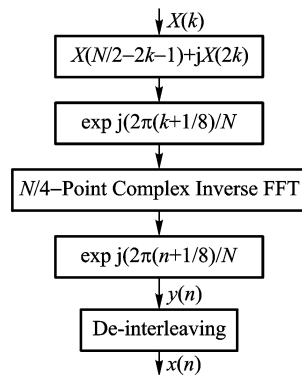 X(k)
X(N/2−2k−1)+jX(2k)
exp j(2π(k+1/8)/N
N/4−Point Complex Inverse FFT
exp j(2π(n+1/8)/N
y(n)
De-interleaving
x(n)